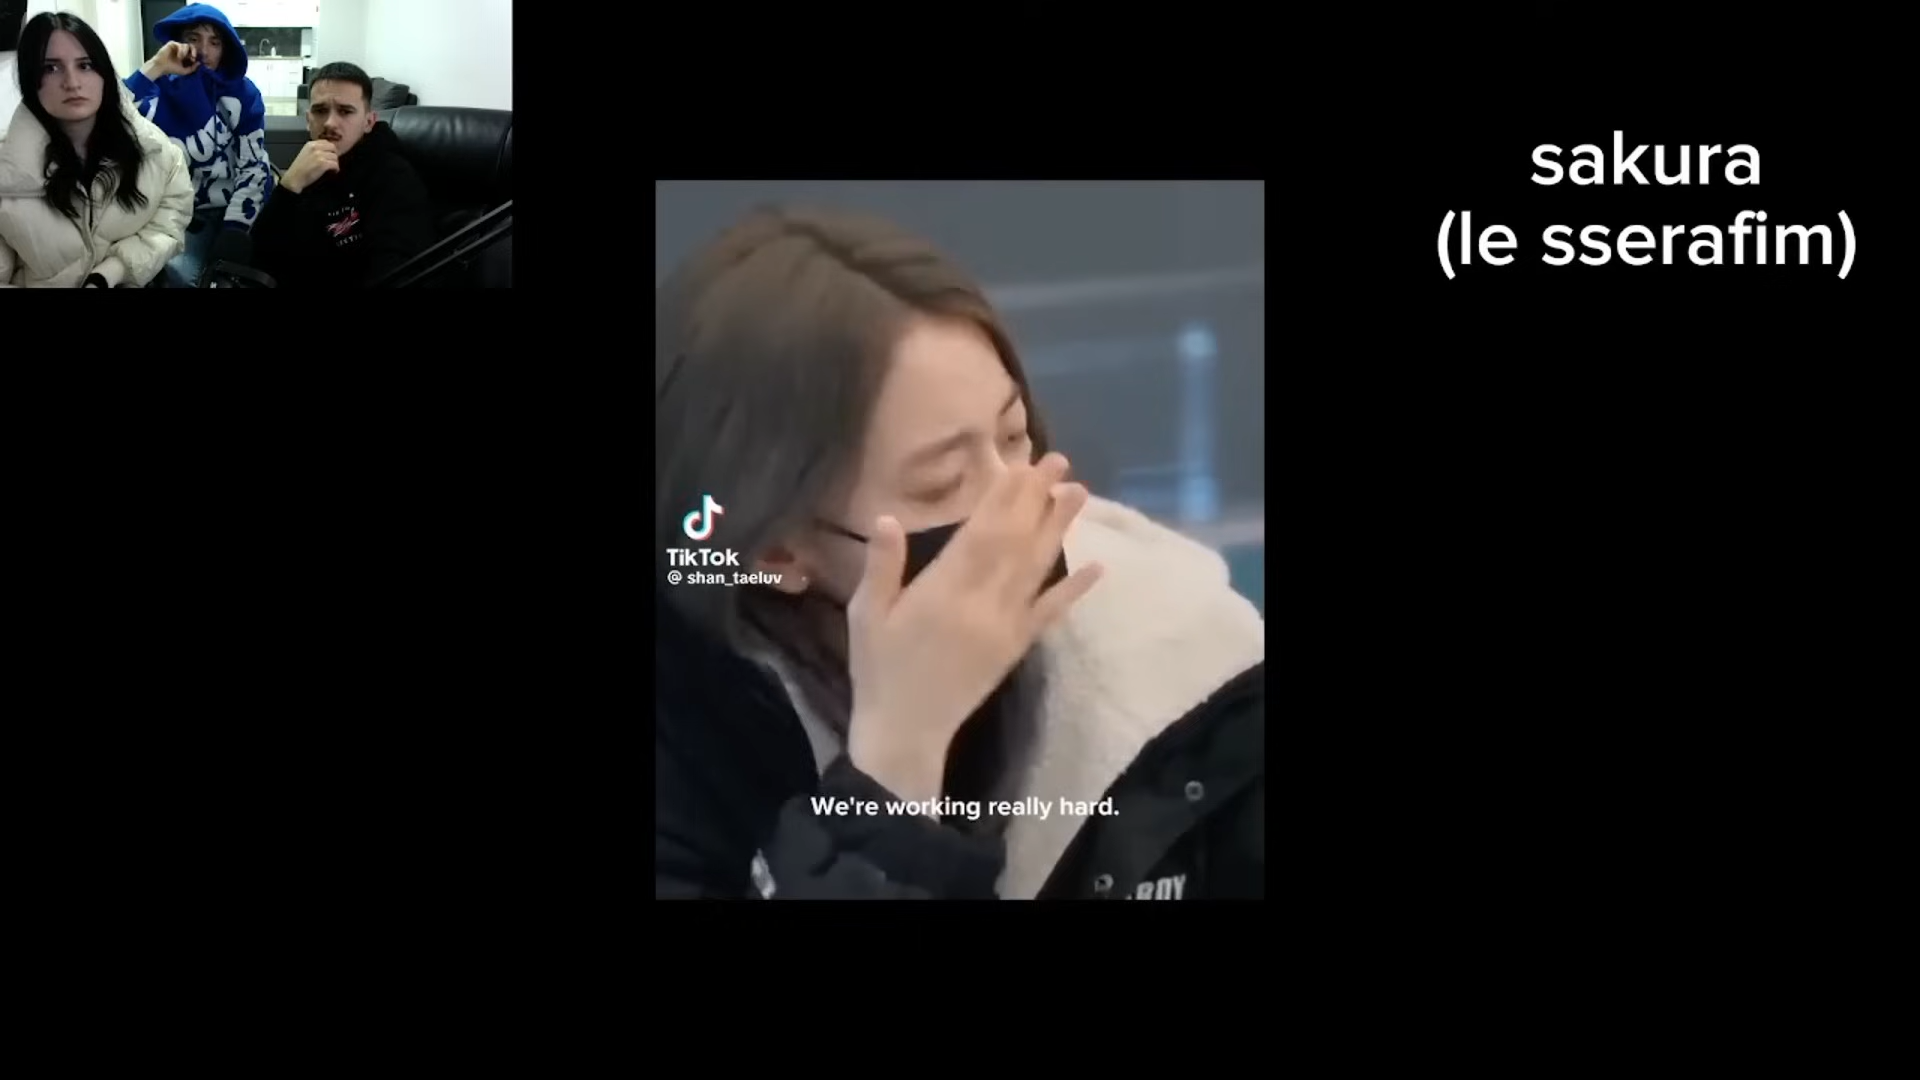 sakura
(le sserafim)
TikTok
@ shan_taeluv
We're working really hard.